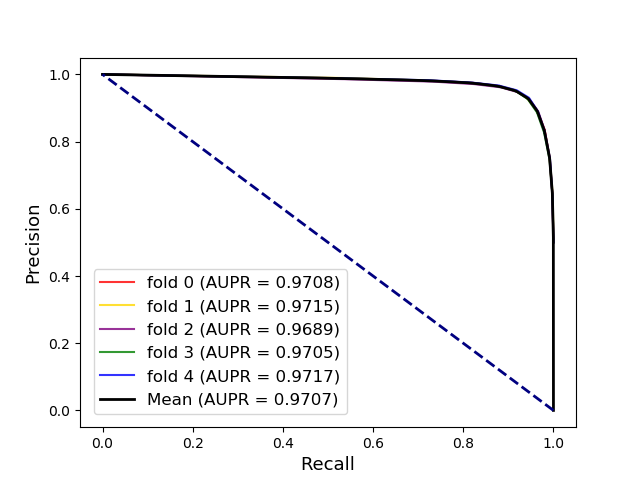 1.0
0.8
0.6
0.4
0.2
0.0
Precision
fold 0 (AUPR = 0.9708)
fold 1 (AUPR = 0.9715)
fold 2 (AUPR = 0.9689)
fold 3 (AUPR = 0.9705)
fold 4 (AUPR = 0.9717)
Mean (AUPR = 0.9707)
0.0 0.2 0.4 0.6 0.8 1.0
Recall